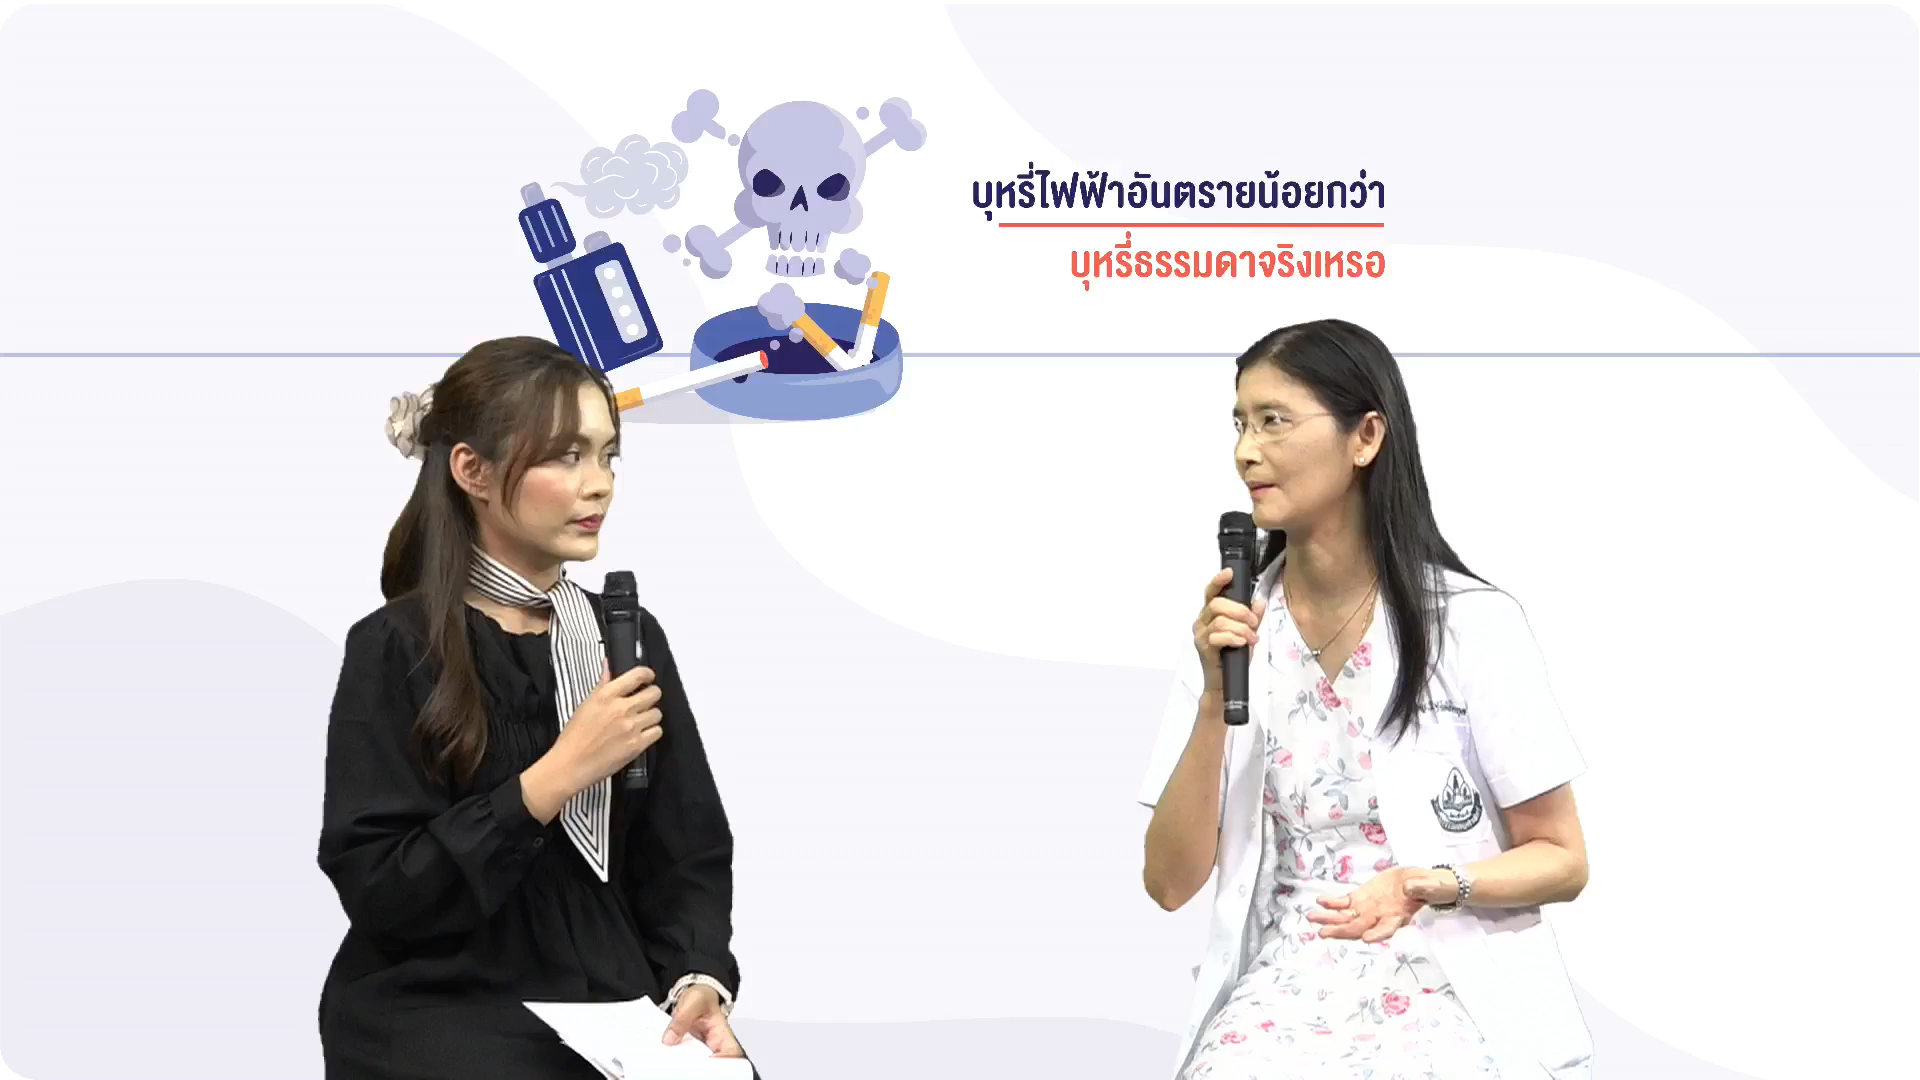 บุหรี่ไฟฟ้าอันตรายน้อยกว่า
บุหรี่ธรรมดาจริงเหรอ